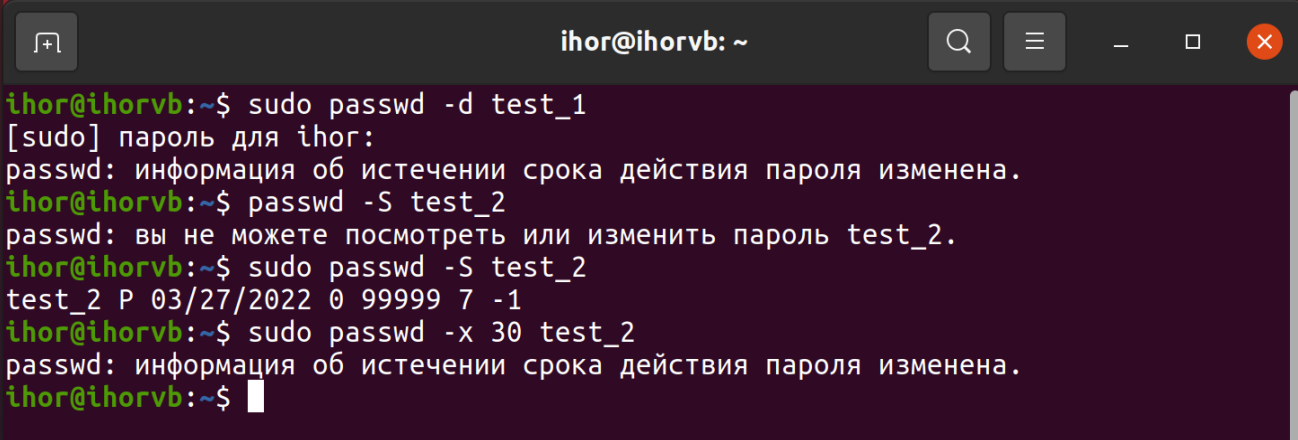 ihor@ihorvb: ~
ihor@ihorvb:~$ sudo passwd -d test_1
[sudo] пароль для ihor:
passwd: информация об истечении срока действия пароля изменена.
ihor@ihorvb:~$ passwd -S test_2
passwd: вы не можете посмотреть или изменить пароль test_2.
ihor@ihorvb:~$ sudo passwd -S test_2
test_2 P 03/27/2022 0 99999 7 -1
ihor@ihorvb:~$ sudo passwd -x 30 test_2
passwd: информация об истечении срока действия пароля изменена.
ihor@ihorvb:~$